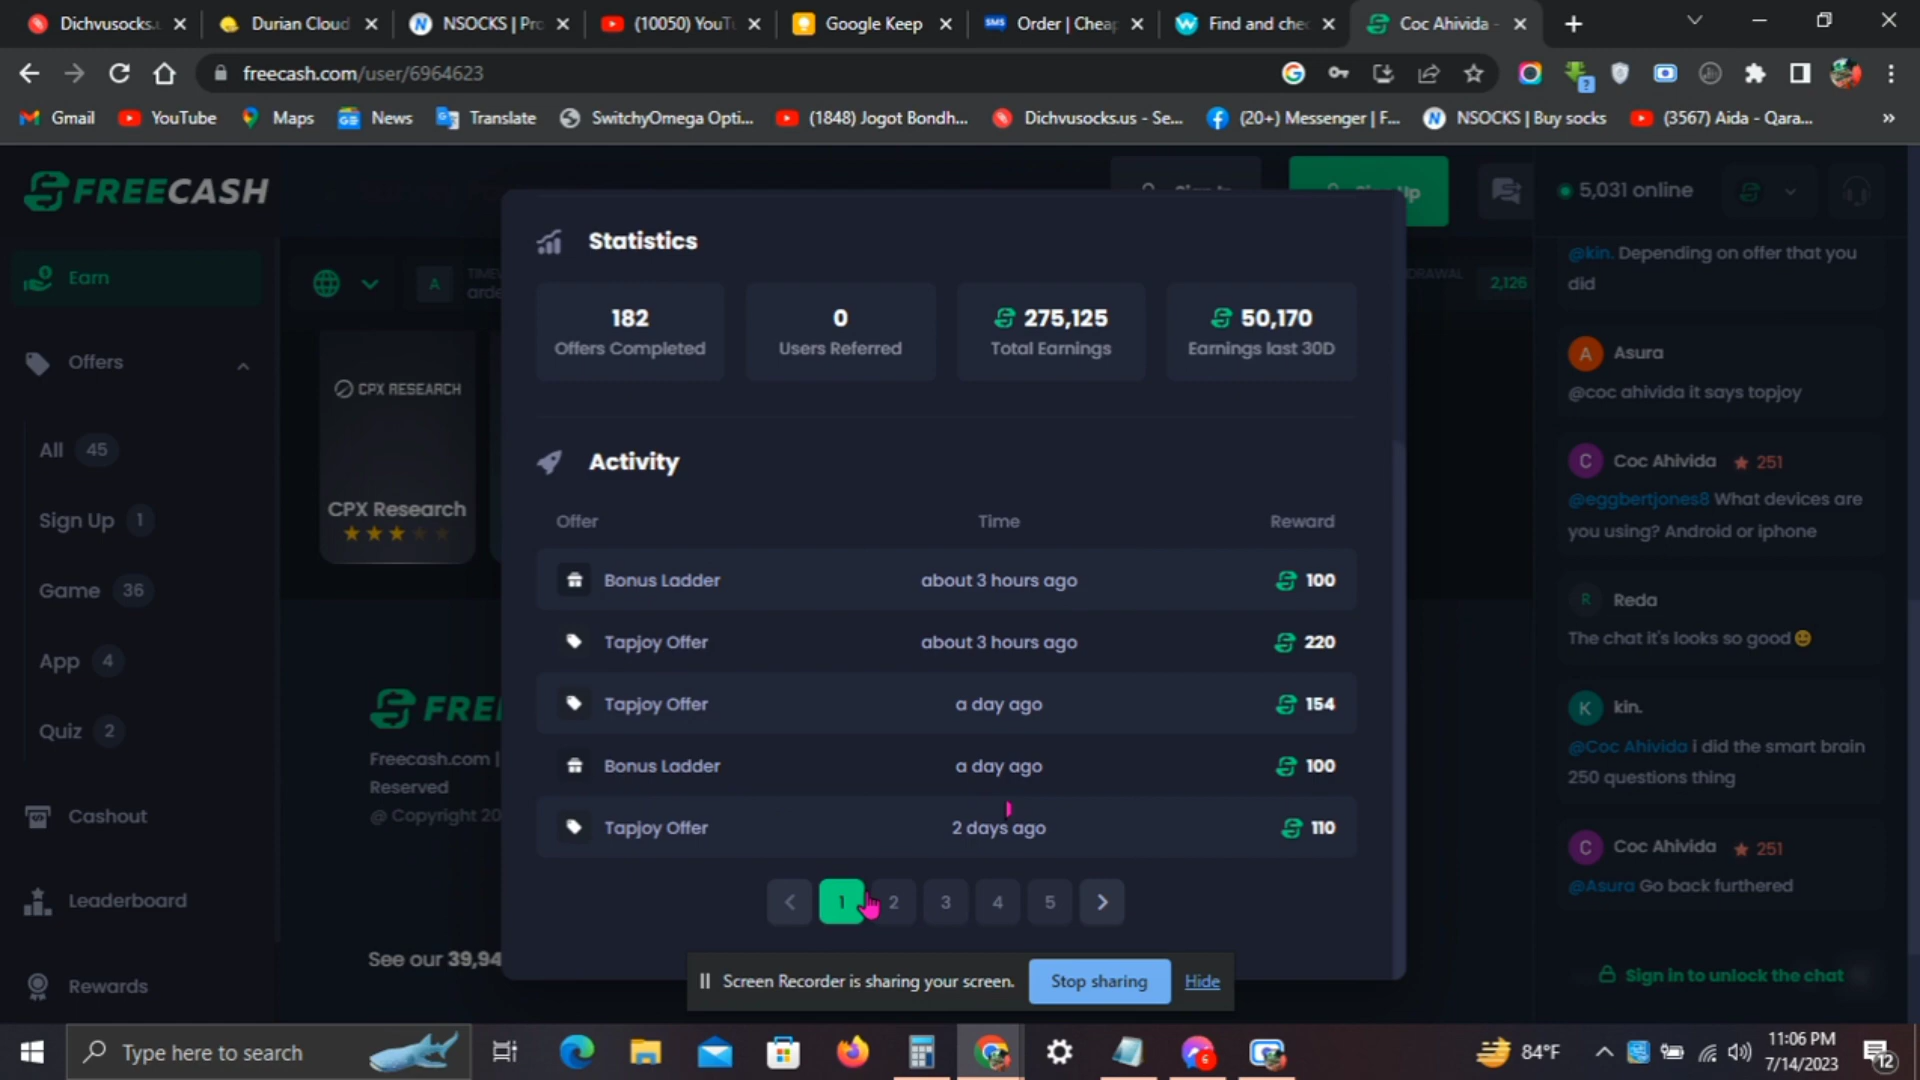 Dichvusocks.u
Durian Cloud
NSOCKS | Pro
(10050) YouTu
Google Keep
SMS
Order | Cheap
Find and chec
Coc Ahivida -
freecash.com/user/6964623
Gmail
YouTube
Maps
News
Translate
SwitchyOmega Opti...
(1848) Jogot Bondh...
Dichvusocks.us - Se...
(20+) Messenger | F...
NSOCKS | Buy socks
(3567) Aida - Qara...
FREECASH
5,031 online
Earn
Offers
All 45
Sign Up 1
Game 36
App 4
Quiz 2
Cashout
Leaderboard
Rewards
A
CPX RESEARCH
CPX Research
FREE
Freecash.com |
Reserved
@ Copyright 20
See our 39,94
2,126
Statistics
182
Offers Completed
0
Users Referred
275,125
Total Earnings
50,170
Earnings last 30D
Activity
Offer Time Reward
Bonus Ladder about 3 hours ago 100
Tapjoy Offer about 3 hours ago 220
Tapjoy Offer a day ago 154
Bonus Ladder a day ago 100
Tapjoy Offer 2 days ago 110
< 1 2 3 4 5 >
@kin. Depending on offer that you
did
A Asura
@coc ahivida it says topjoy
C Coc Ahivida 251
@eggbertjones8 What devices are
you using? Android or iphone
R Reda
The chat it's looks so good
K kin.
@Coc Ahivida i did the smart brain
250 questions thing
C Coc Ahivida 251
@Asura Go back furthered
Sign in to unlock the chat
Screen Recorder is sharing your screen.
Stop sharing
Hide
Type here to search
6
84°F
11:06 PM
7/14/2023
12